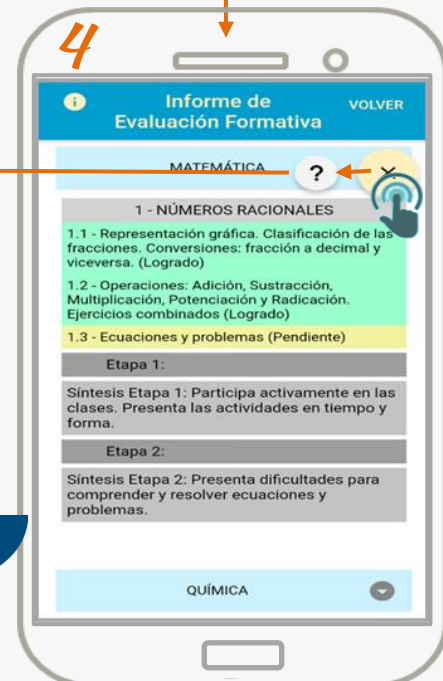 4
i
Informe de
Evaluación Formativa
VOLVER
MATEMÁTICA
?
1 - NÚMEROS RACIONALES
1.1 - Representación gráfica. Clasificación de las
fracciones. Conversiones: fracción a decimal y
viceversa. (Logrado)
1.2 - Operaciones: Adición, Sustracción,
Multiplicación, Potenciación y Radicación.
Ejercicios combinados (Logrado)
1.3 - Ecuaciones y problemas (Pendiente)
Etapa 1:
Síntesis Etapa 1: Participa activamente en las
clases. Presenta las actividades en tiempo y
forma.
Etapa 2:
Síntesis Etapa 2: Presenta dificultades para
comprender y resolver ecuaciones y
problemas.
QUÍMICA